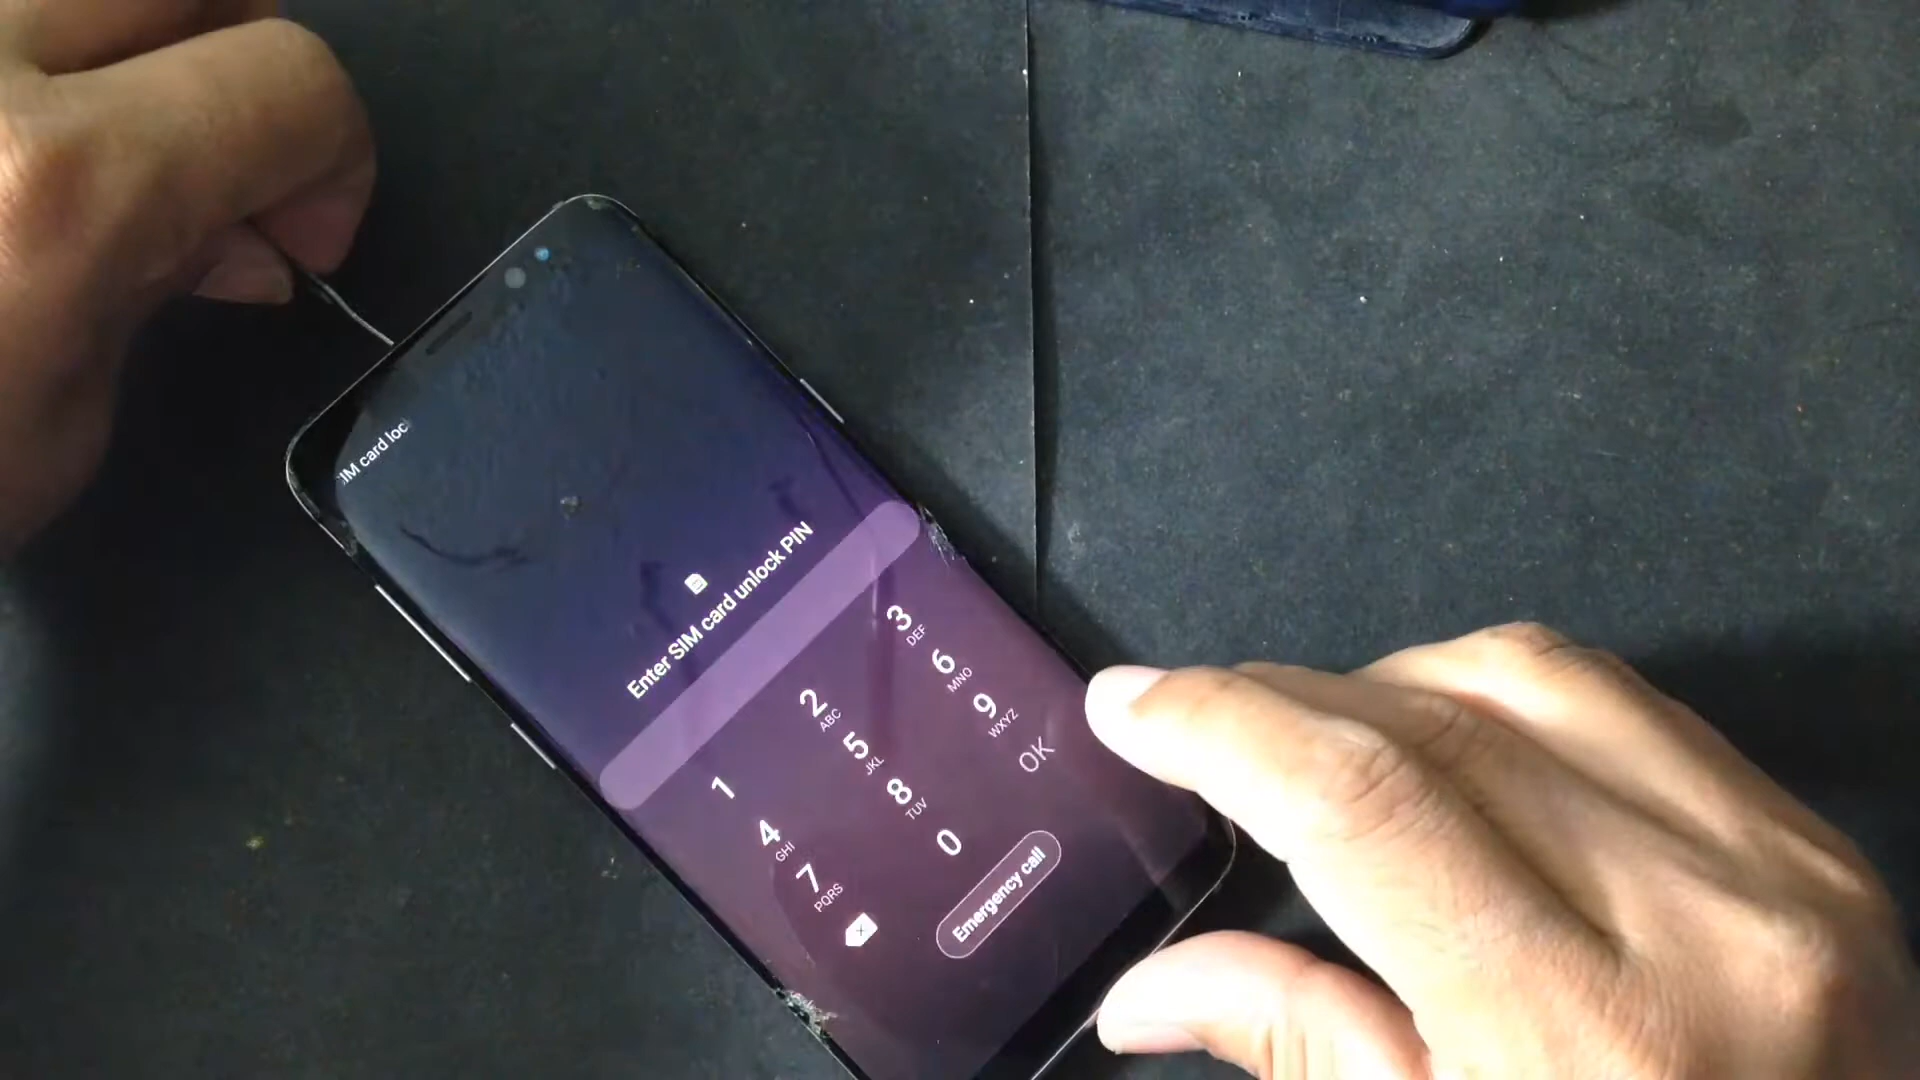 SIM card loc
Enter SIM card unlock PIN
1
2
ABC
3
DEF
4
GHI
5
JKL
6
MNO
7
PQRS
8
TUV
9
WXYZ
0
OK
Emergency call